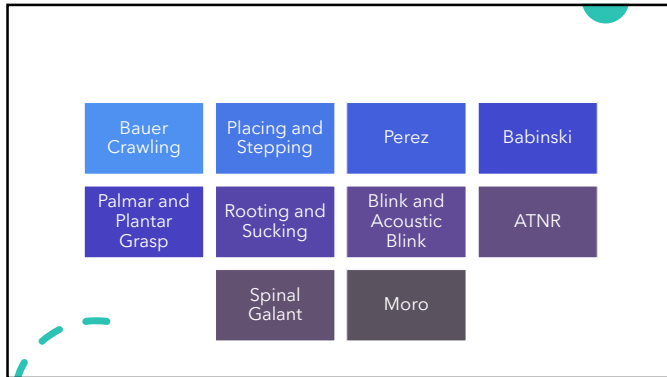 Bauer
Crawling
Placing and
Stepping
Perez
Babinski
Palmar and
Plantar
Grasp
Rooting and
Sucking
Blink and
Acoustic
Blink
ATNR
Spinal
Galant
Moro